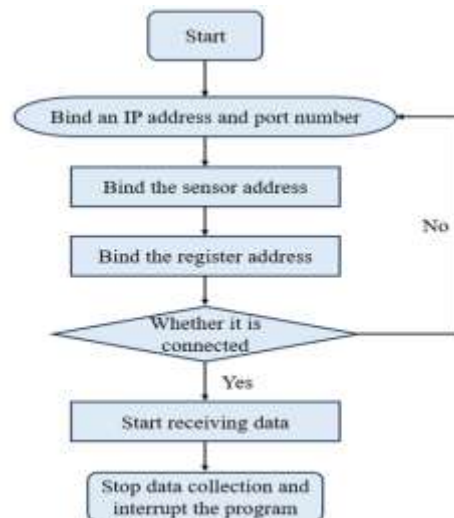 Start
Bind an IP address and port number
Bind the sensor address
Bind the register address
No
Whether it is
connected
Yes
Start receiving data
Stop data collection and
interrupt the program